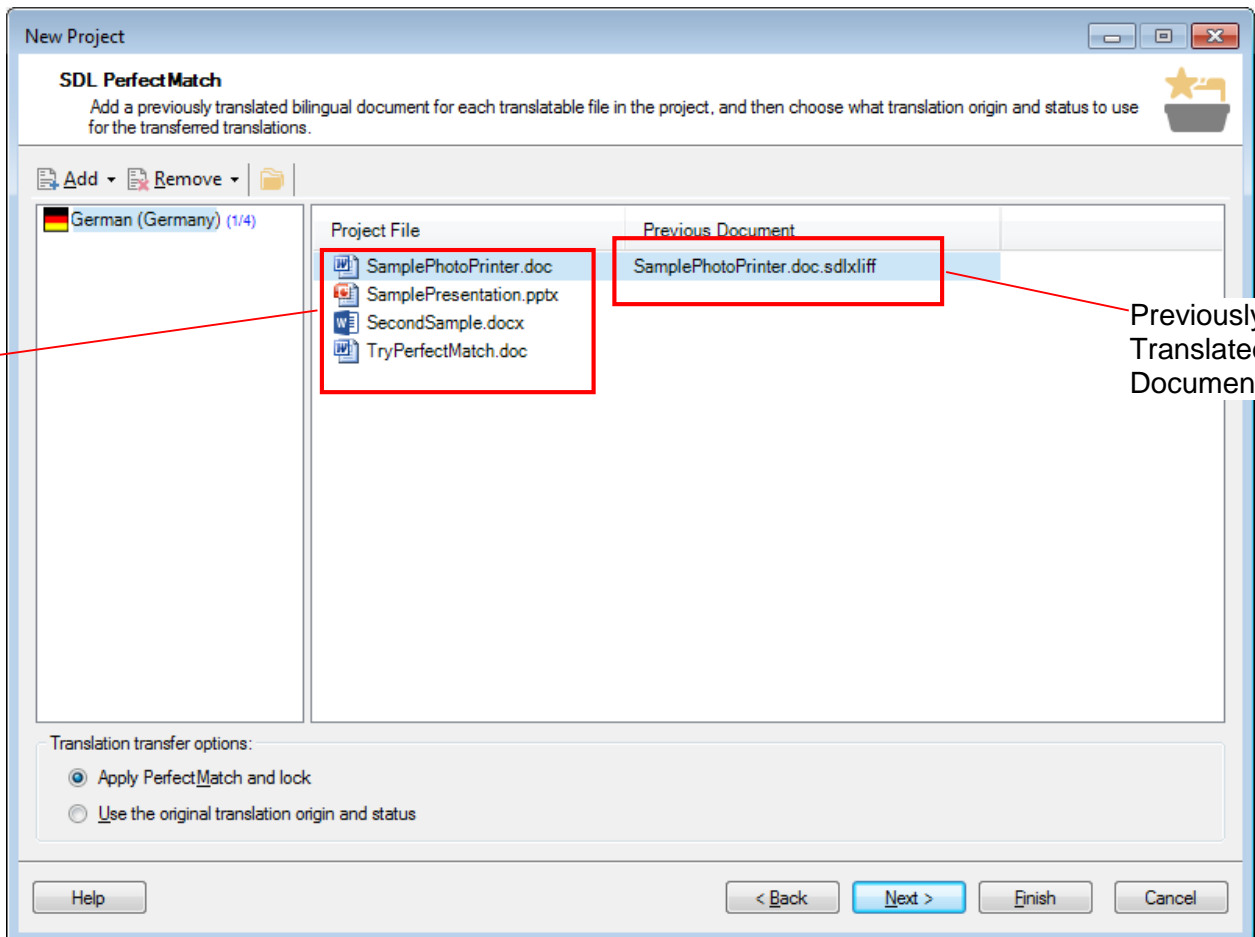 New Project
SDL PerfectMatch
Add a previously translated bilingual document for each translatable file in the project, and then choose what translation origin and status to use
for the transferred translations.
Add Remove
German (Germany) (1/4)
Project File Previous Document
SamplePhotoPrinter.doc SamplePhotoPrinter.doc.sdlxliff
SamplePresentation.pptx
SecondSample.docx
TryPerfectMatch.doc
Previously
Translated
Documen
Translation transfer options:
Apply PerfectMatch and lock
Use the original translation origin and status
Help < Back Next > Finish Cancel